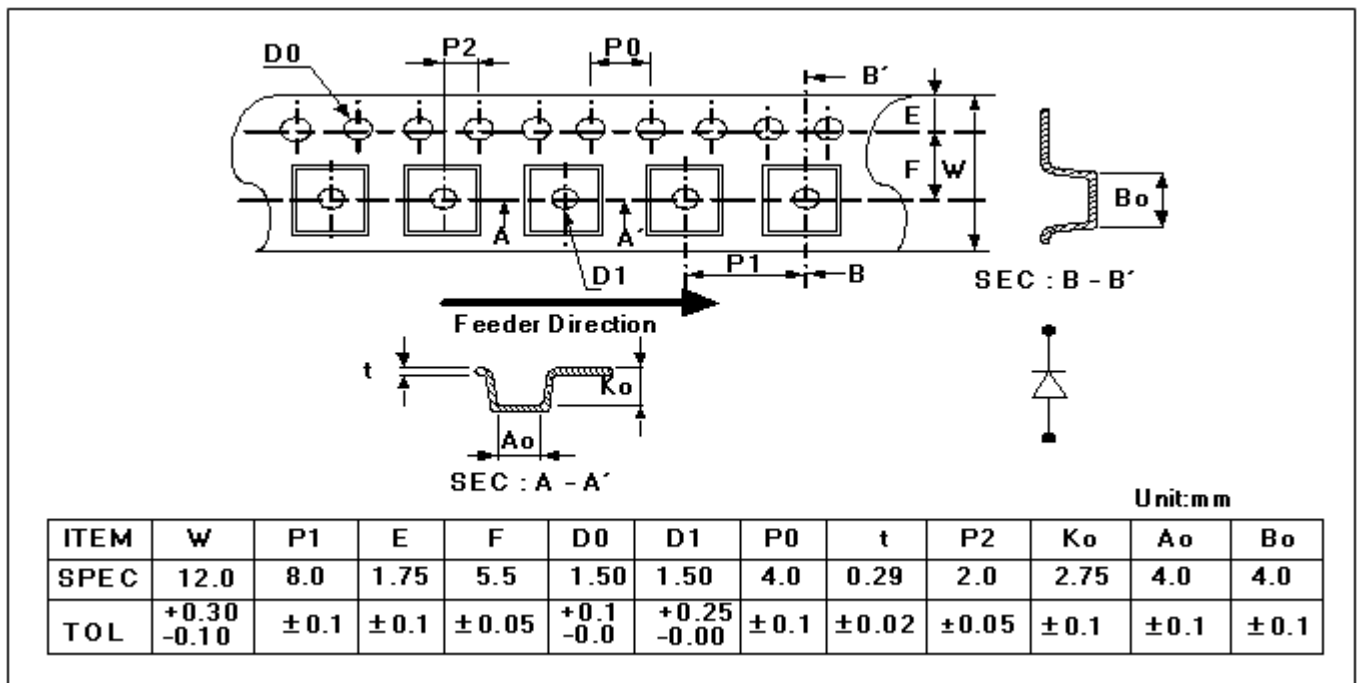 P2
P0
D0
B′
E
F
W
A
A′
D1
P1
B
Bo
SEC : B - B′
Feeder Direction
t
Ko
Ao
SEC : A - A′
Unit:mm
ITEM W P1 E F D0 D1 P0 t P2 Ko Ao Bo
SPEC 12.0 8.0 1.75 5.5 1.50 1.50 4.0 0.29 2.0 2.75 4.0 4.0
TOL +0.30 -0.10 ±0.1 ±0.1 ±0.05 +0.1 -0.0 +0.25 -0.00 ±0.1 ±0.02 ±0.05 ±0.1 ±0.1 ±0.1